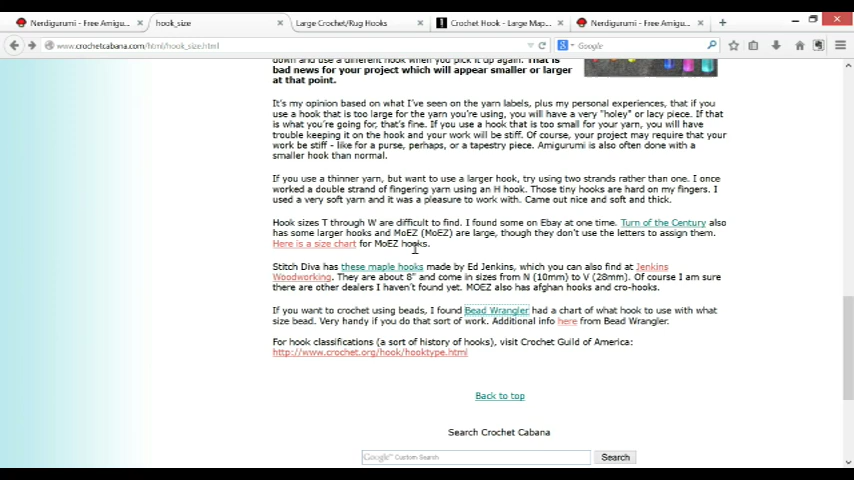 Nerdigurumi - Free Amigu...
hook_size
Large Crochet/Rug Hooks
Crochet Hook - Large Map...
Nerdigurumi - Free Amigu...
www.crochetcabana.com/html/hook_size.html
Google
down and use a different hook when you pick it up again. That is
bad news for your project which will appear smaller or larger
at that point.
It's my opinion based on what I've seen on the yarn labels, plus my personal experiences, that if you
use a hook that is too large for the yarn you're using, you will have a very "holey" or lacy piece. If that
is what you're going for, that's fine. If you use a hook that is too small for your yarn, you will have
trouble keeping it on the hook and your work will be stiff. Of course, your project may require that your
work be stiff - like for a purse, perhaps, or a tapestry piece. Amigurumi is also often done with a
smaller hook than normal.
If you use a thinner yarn, but want to use a larger hook, try using two strands rather than one. I once
worked a double strand of fingering yarn using an H hook. Those tiny hooks are hard on my fingers. I
used a very soft yarn and it was a pleasure to work with. Came out nice and soft and thick.
Hook sizes T through W are difficult to find. I found some on Ebay at one time. Turn of the Century also
has some larger hooks and MoEZ (MoEZ) are large, though they don't use the letters to assign them.
Here is a size chart for MoEZ hooks.
Stitch Diva has these maple hooks made by Ed Jenkins, which you can also find at Jenkins
Woodworking. They are about 8" and come in sizes from N (10mm) to V (28mm). Of course I am sure
there are other dealers I haven't found yet. MOEZ also has afghan hooks and cro-hooks.
If you want to crochet using beads, I found Bead Wrangler had a chart of what hook to use with what
size bead. Very handy if you do that sort of work. Additional info here from Bead Wrangler.
For hook classifications (a sort of history of hooks), visit Crochet Guild of America:
http://www.crochet.org/hook/hooktype.html
Back to top
Search Crochet Cabana
Google Custom Search
Search